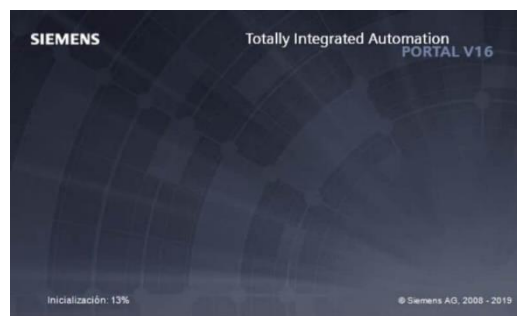 SIEMENS
Totally Integrated Automation
PORTAL V16
Inicialización: 13%
© Siemens AG, 2008 - 2019